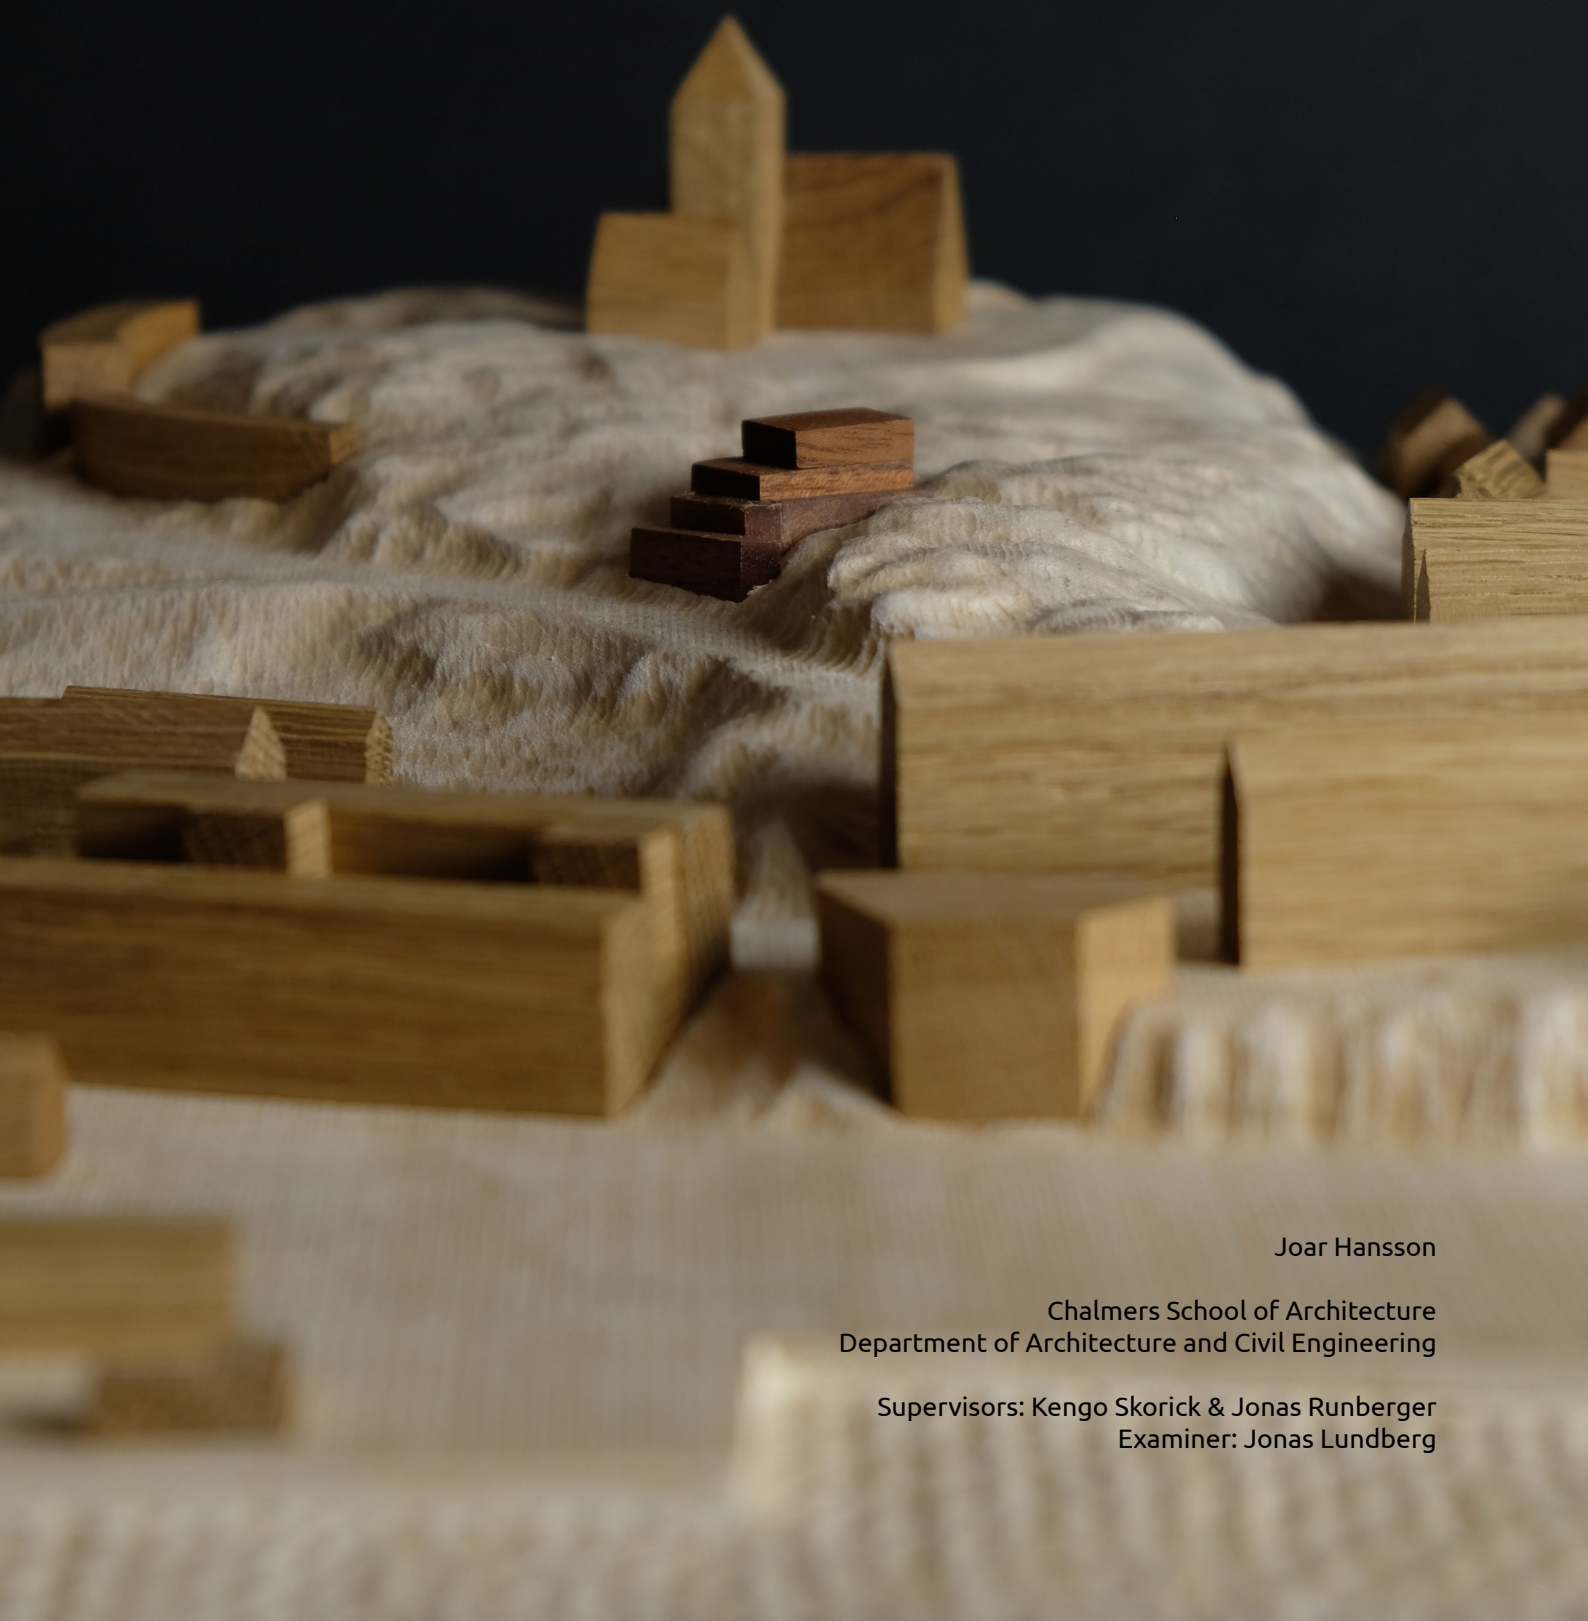 Joar Hansson
Chalmers School of Architecture
Department of Architecture and Civil Engineering
Supervisors: Kengo Skorick & Jonas Runberger
Examiner: Jonas Lundberg